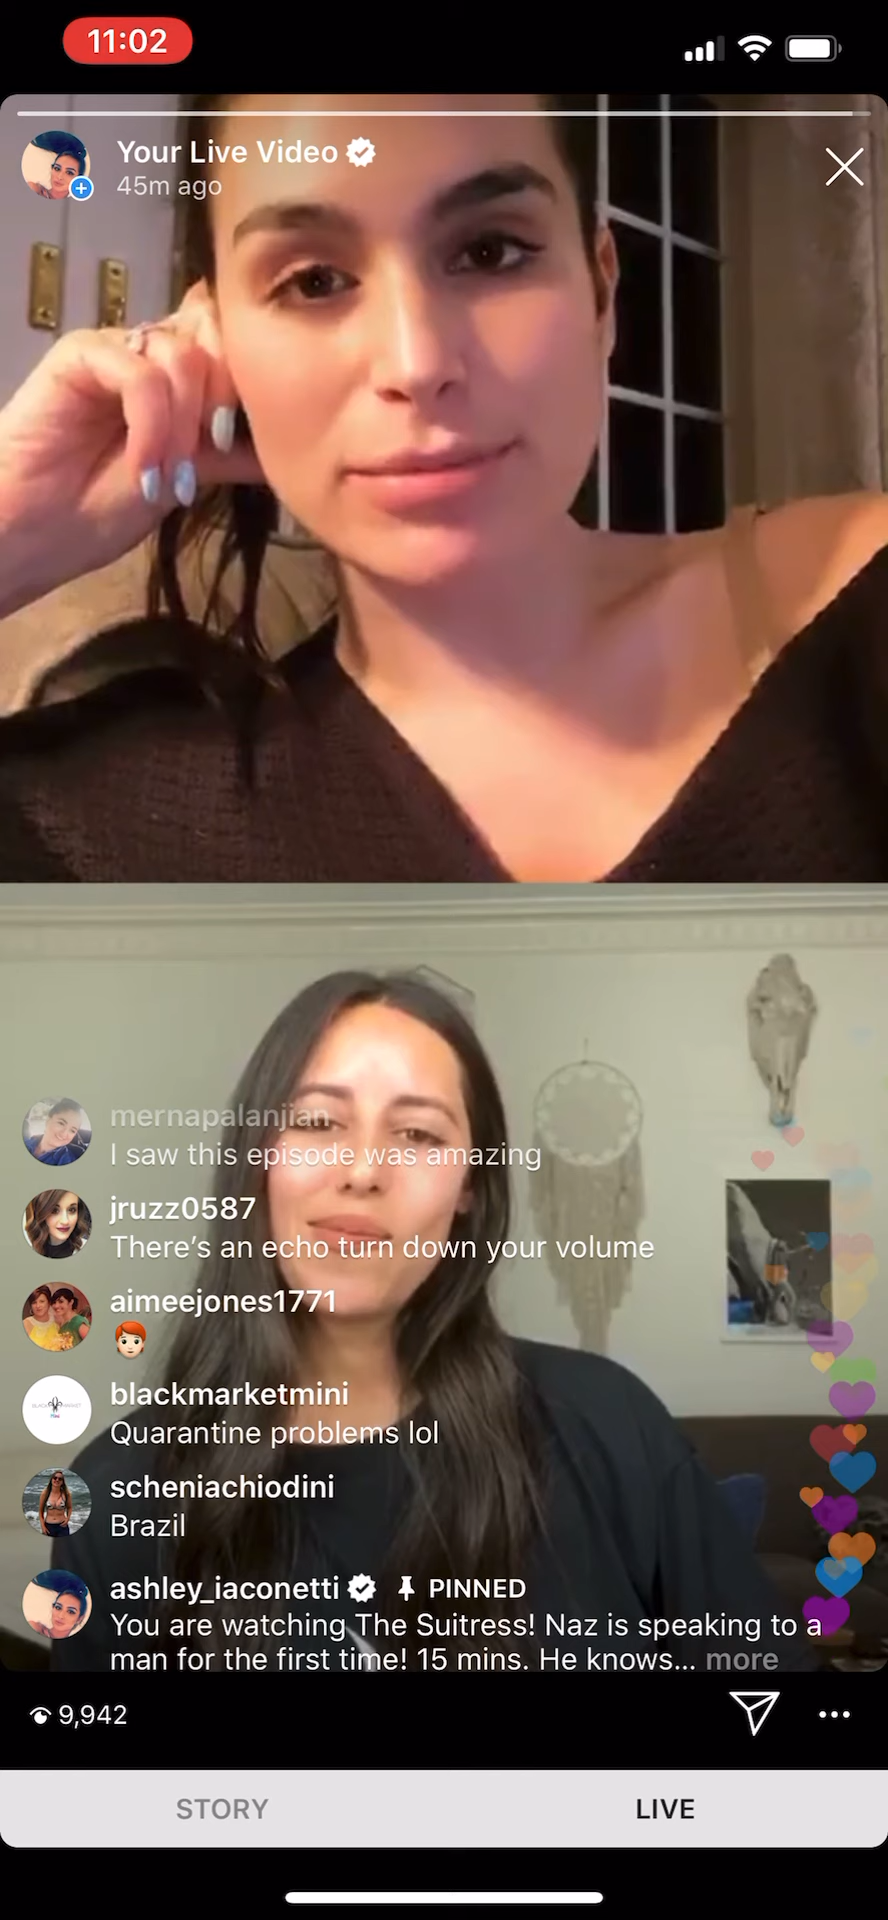 11:02
Your Live Video
45m ago
mernapalanjian
I saw this episode was amazing
jruzz0587
There's an echo turn down your volume
aimeejones1771
👨🏻‍🦰
blackmarketmini
Quarantine problems lol
scheniachiodini
Brazil
ashley_iaconetti PINNED
You are watching The Suitress! Naz is speaking to a
man for the first time! 15 mins. He knows... more
9,942
STORY
LIVE